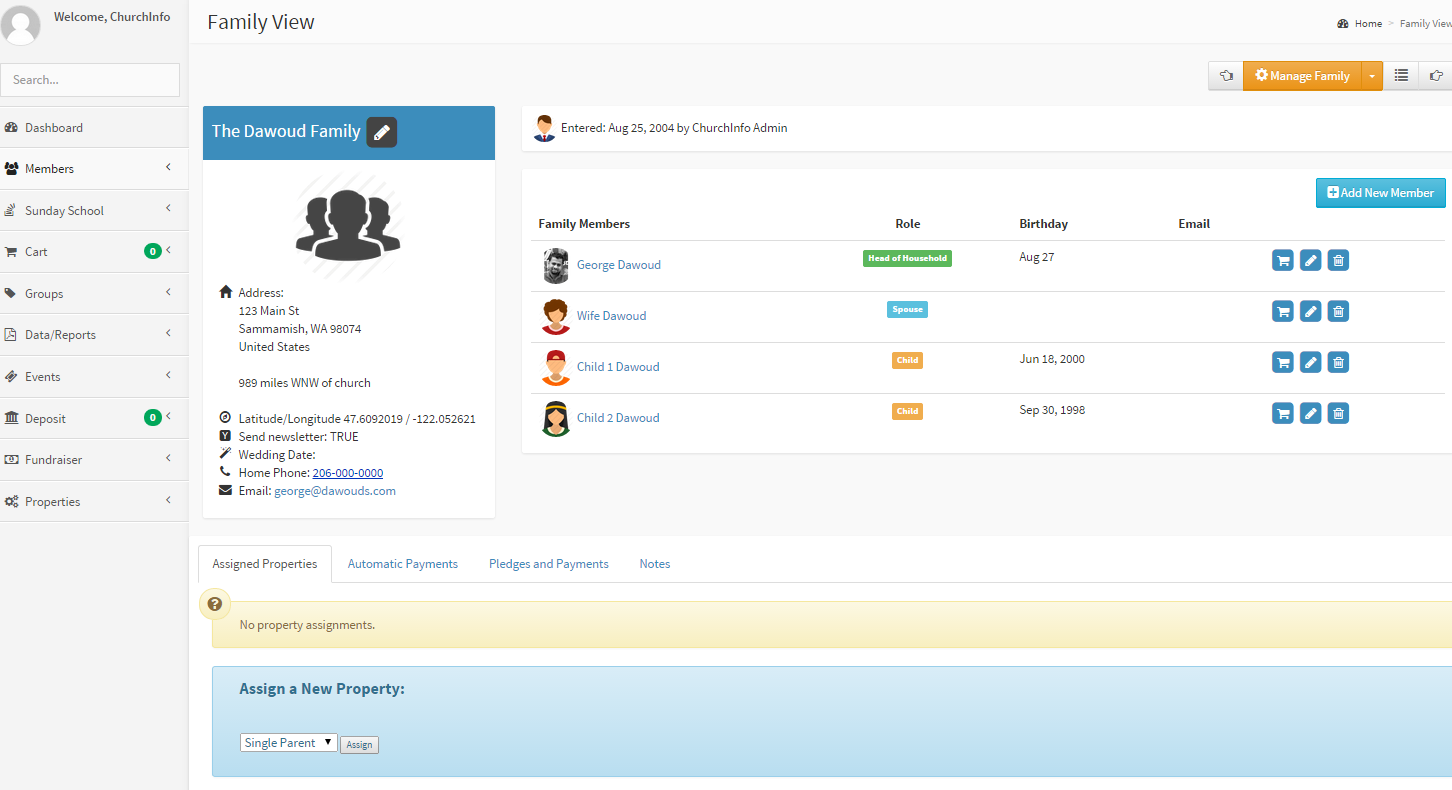 Welcome, ChurchInfo
Search...
Dashboard
Members
Sunday School
Cart 0
Groups
Data/Reports
Events
Deposit 0
Fundraiser
Properties
Family View
Home > Family View
Manage Family
The Dawoud Family
Address:
123 Main St
Sammamish, WA 98074
United States
989 miles WNW of church
Latitude/Longitude 47.6092019 / -122.052621
Send newsletter: TRUE
Wedding Date:
Home Phone: 206-000-0000
Email: george@dawouds.com
Entered: Aug 25, 2004 by ChurchInfo Admin
Add New Member
Family Members Role Birthday Email
George Dawoud Head of Household Aug 27
Wife Dawoud Spouse
Child 1 Dawoud Child Jun 18, 2000
Child 2 Dawoud Child Sep 30, 1998
Assigned Properties Automatic Payments Pledges and Payments Notes
?
No property assignments.
Assign a New Property:
Single Parent Assign